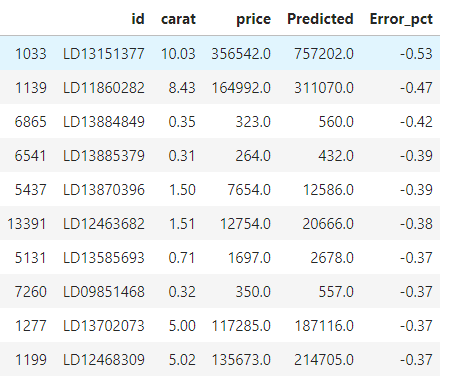 id carat price Predicted Error_pct
1033 LD13151377 10.03 356542.0 757202.0 -0.53
1139 LD11860282 8.43 164992.0 311070.0 -0.47
6865 LD13884849 0.35 323.0 560.0 -0.42
6541 LD13885379 0.31 264.0 432.0 -0.39
5437 LD13870396 1.50 7654.0 12586.0 -0.39
13391 LD12463682 1.51 12754.0 20666.0 -0.38
5131 LD13585693 0.71 1697.0 2678.0 -0.37
7260 LD09851468 0.32 350.0 557.0 -0.37
1277 LD13702073 5.00 117285.0 187116.0 -0.37
1199 LD12468309 5.02 135673.0 214705.0 -0.37